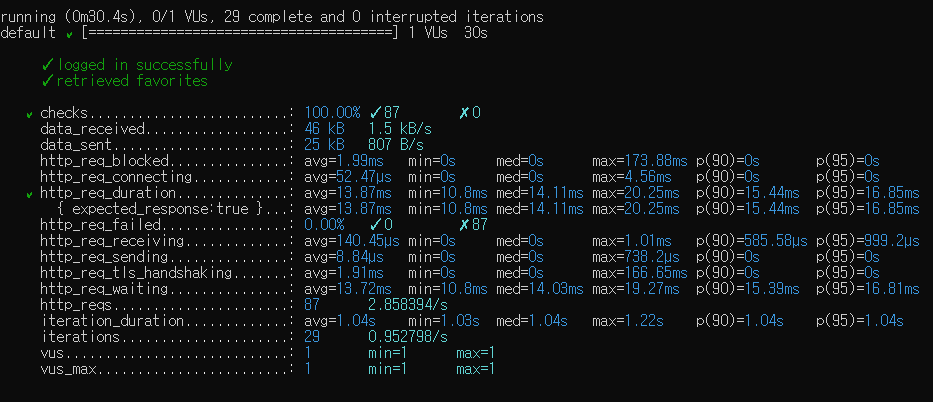 running (0m30.4s), 0/1 VUs, 29 complete and 0 interrupted iterations
default ✓ [======================================] 1 VUs  30s

     ✓ logged in successfully
     ✓ retrieved favorites

   ✓ checks.........................: 100.00% ✓ 87       ✗ 0
     data_received..................: 46 kB   1.5 kB/s
     data_sent......................: 25 kB   807 B/s
     http_req_blocked...............: avg=1.99ms   min=0s     med=0s      max=173.88ms p(90)=0s       p(95)=0s
     http_req_connecting............: avg=52.47µs  min=0s     med=0s      max=4.56ms   p(90)=0s       p(95)=0s
   ✓ http_req_duration..............: avg=13.87ms  min=10.8ms med=14.11ms max=20.25ms  p(90)=15.44ms  p(95)=16.85ms
       { expected_response:true }...: avg=13.87ms  min=10.8ms med=14.11ms max=20.25ms  p(90)=15.44ms  p(95)=16.85ms
     http_req_failed................: 0.00%   ✓ 0        ✗ 87
     http_req_receiving.............: avg=140.45µs min=0s     med=0s      max=1.01ms   p(90)=585.58µs p(95)=999.2µs
     http_req_sending...............: avg=8.84µs   min=0s     med=0s      max=738.2µs  p(90)=0s       p(95)=0s
     http_req_tls_handshaking.......: avg=1.91ms   min=0s     med=0s      max=166.65ms p(90)=0s       p(95)=0s
     http_req_waiting...............: avg=13.72ms  min=10.8ms med=14.03ms max=19.27ms  p(90)=15.39ms  p(95)=16.81ms
     http_reqs......................: 87      2.858394/s
     iteration_duration.............: avg=1.04s    min=1.03s  med=1.04s   max=1.22s    p(90)=1.04s    p(95)=1.04s
     iterations.....................: 29      0.952798/s
     vus............................: 1       min=1      max=1
     vus_max........................: 1       min=1      max=1